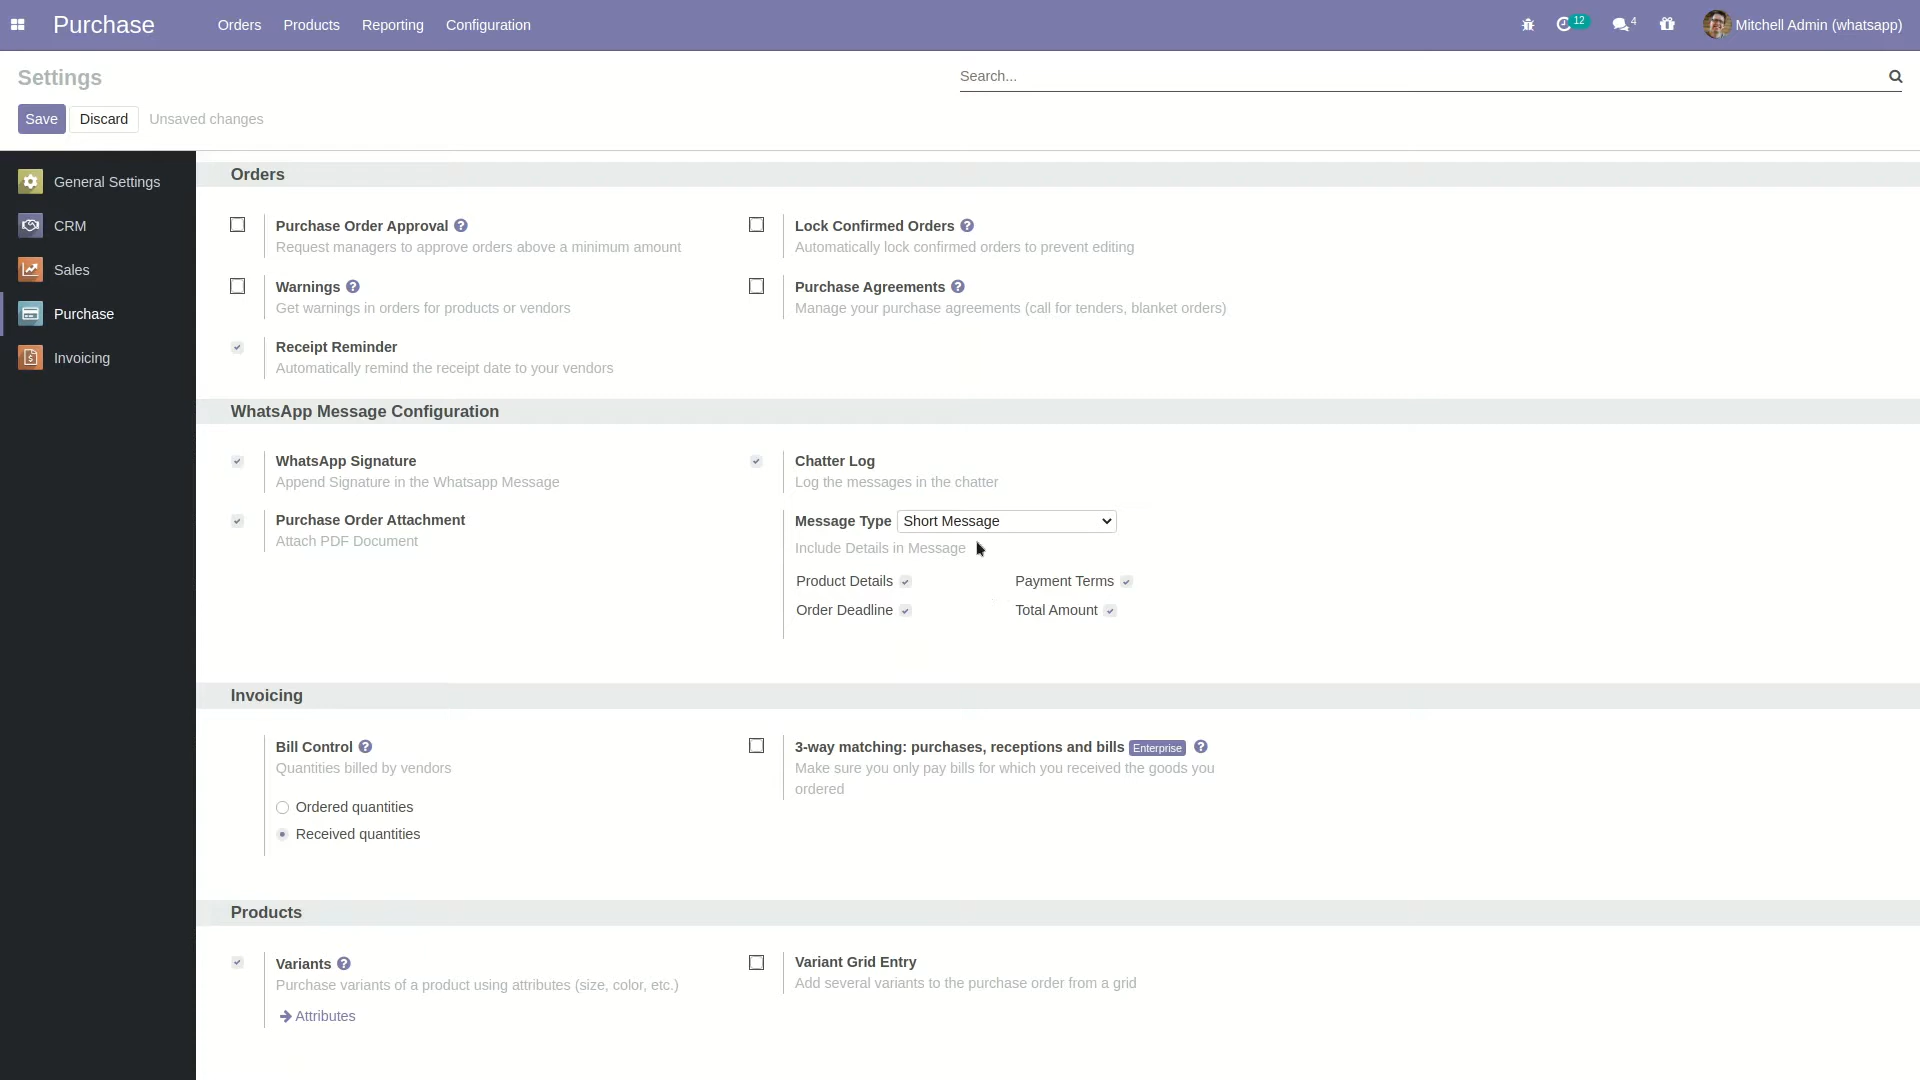 Purchase Orders Products Reporting Configuration 12 4 Mitchell Admin (whatsapp)
Settings Search...
Save Discard Unsaved changes
General Settings
CRM
Sales
Purchase
Invoicing
Orders
Purchase Order Approval ? Lock Confirmed Orders ?
Request managers to approve orders above a minimum amount Automatically lock confirmed orders to prevent editing
Warnings ? Purchase Agreements ?
Get warnings in orders for products or vendors Manage your purchase agreements (call for tenders, blanket orders)
Receipt Reminder
Automatically remind the receipt date to your vendors
WhatsApp Message Configuration
WhatsApp Signature Chatter Log
Append Signature in the Whatsapp Message Log the messages in the chatter
Purchase Order Attachment Message Type Short Message
Attach PDF Document Include Details in Message
Product Details Payment Terms
Order Deadline Total Amount
Invoicing
Bill Control ? 3-way matching: purchases, receptions and bills Enterprise ?
Quantities billed by vendors Make sure you only pay bills for which you received the goods you
ordered
Ordered quantities
Received quantities
Products
Variants ? Variant Grid Entry
Purchase variants of a product using attributes (size, color, etc.) Add several variants to the purchase order from a grid
Attributes